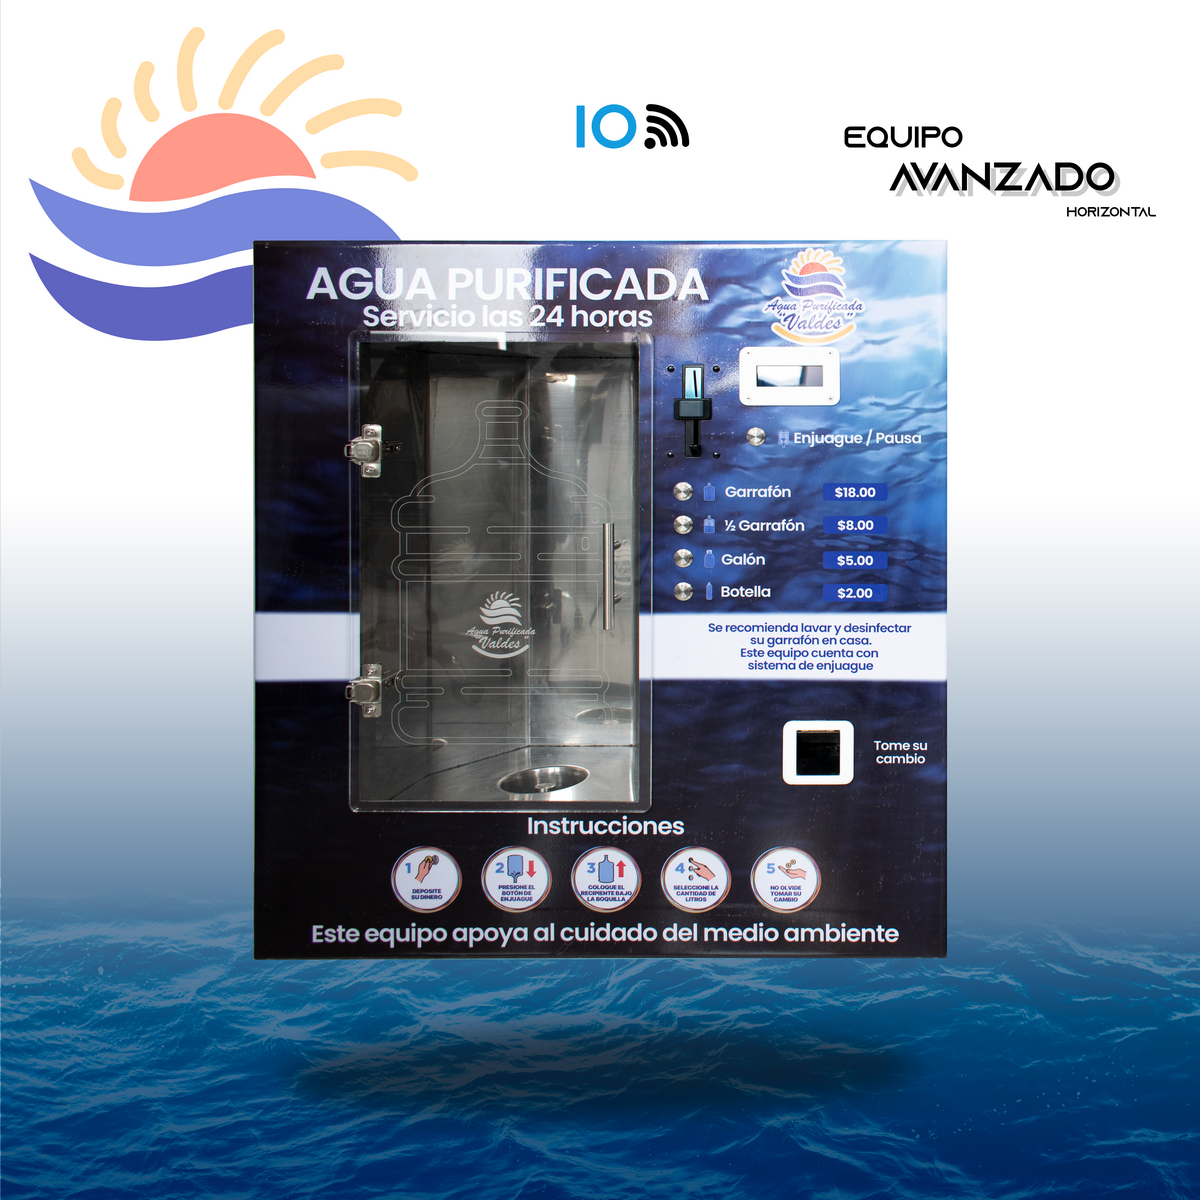 IO
EQUIPO
AVANZADO
HORIZONTAL
AGUA PURIFICADA
Servicio las 24 horas
Agua Purificada
"Valdes"
Enjuague / Pausa
Garrafón $18.00
½ Garrafón $8.00
Galón $5.00
Botella $2.00
Agua Purificada
"Valdes"
Se recomienda lavar y desinfectar
su garrafón en casa.
Este equipo cuenta con
sistema de enjuague
Tome su
cambio
Instrucciones
1
DEPOSITE
SU DINERO
2
PRESIONE EL
BOTÓN DE
ENJUAGUE
3
COLOQUE EL
RECIPIENTE BAJO
LA BOQUILLA
4
SELECCIONE LA
CANTIDAD DE
LITROS
5
NO OLVIDE
TOMAR SU
CAMBIO
Este equipo apoya al cuidado del medio ambiente